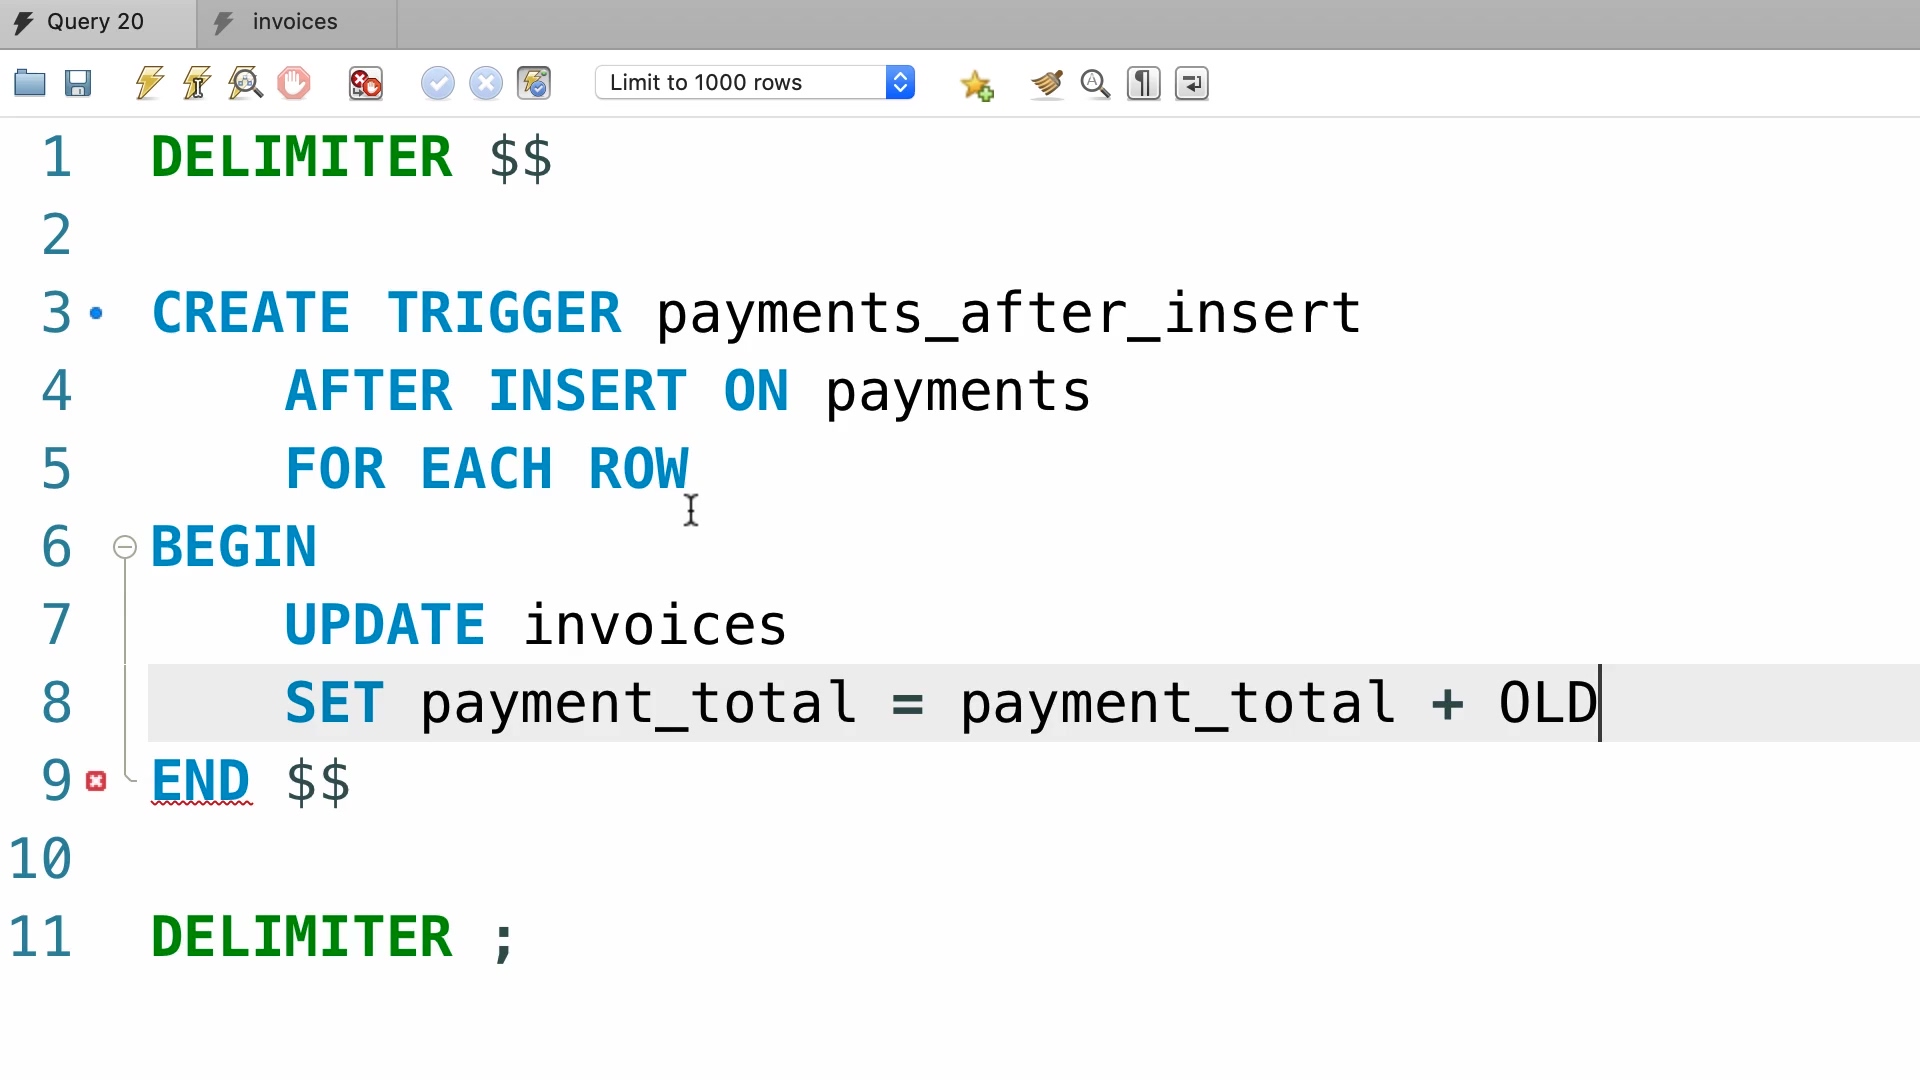 Query 20 invoices
Limit to 1000 rows
1 DELIMITER $$
2
3 CREATE TRIGGER payments_after_insert
4 AFTER INSERT ON payments
5 FOR EACH ROW
6 BEGIN
7 UPDATE invoices
8 SET payment_total = payment_total + OLD
9 END $$
10
11 DELIMITER ;